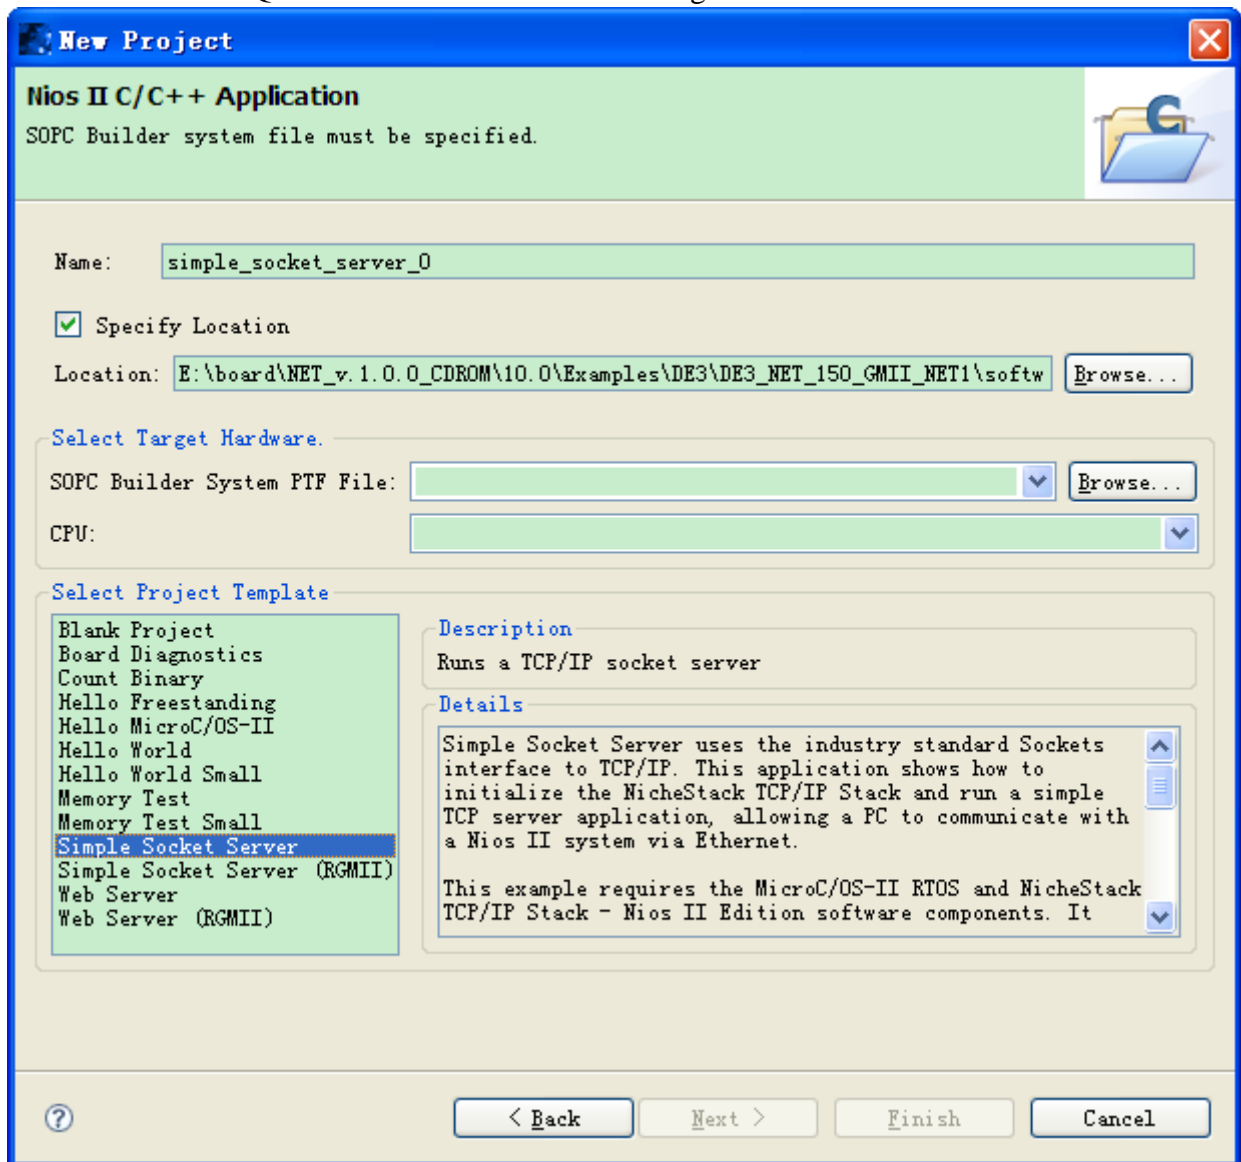 New Project
Nios II C/C++ Application
SOPC Builder system file must be specified.
Name: simple_socket_server_0
Specify Location
Location: E:\board\NET_v.1.0.0_CDROM\10.0\Examples\DE3\DE3_NET_150_GMII_NET1\softw Browse...
Select Target Hardware.
SOPC Builder System PTF File: Browse...
CPU:
Select Project Template
Blank Project
Board Diagnostics
Count Binary
Hello Freestanding
Hello MicroC/OS-II
Hello World
Hello World Small
Memory Test
Memory Test Small
Simple Socket Server
Simple Socket Server (RGMII)
Web Server
Web Server (RGMII)
Description
Runs a TCP/IP socket server
Details
Simple Socket Server uses the industry standard Sockets
interface to TCP/IP. This application shows how to
initialize the NicheStack TCP/IP Stack and run a simple
TCP server application, allowing a PC to communicate with
a Nios II system via Ethernet.
This example requires the MicroC/OS-II RTOS and NicheStack
TCP/IP Stack - Nios II Edition software components. It
? < Back Next > Finish Cancel